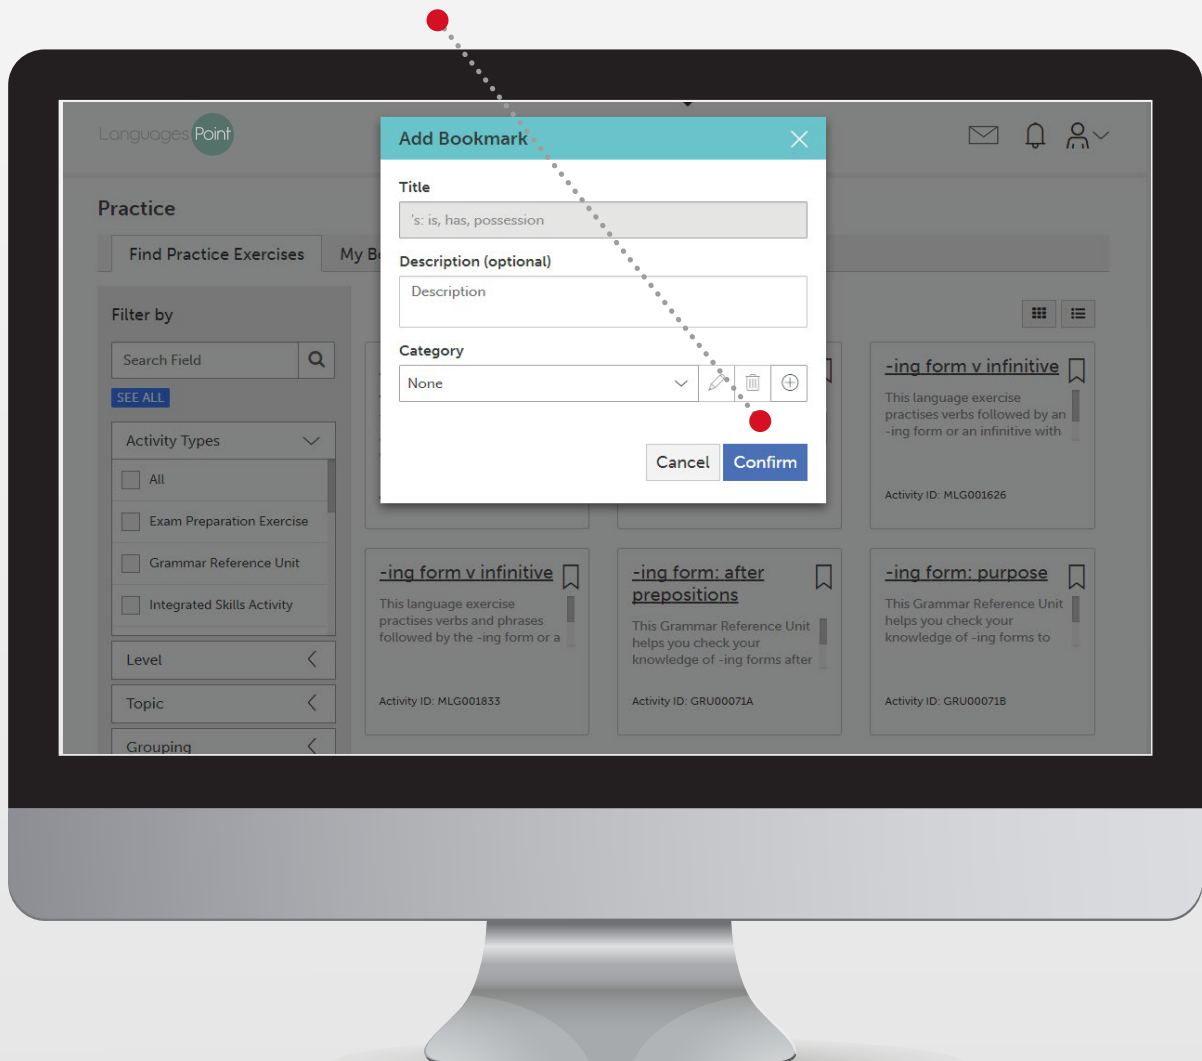 Languages Point
Add Bookmark
Title
's: is, has, possession
Description (optional)
Description
Category
None
Cancel
Confirm
Practice
Find Practice Exercises
My B
Filter by
Search Field
SEE ALL
Activity Types
All
Exam Preparation Exercise
Grammar Reference Unit
Integrated Skills Activity
Level
Topic
Grouping
-ing form v infinitive
This language exercise
practises verbs followed by an
-ing form or an infinitive with
Activity ID: MLG001626
-ing form v infinitive
This language exercise
practises verbs and phrases
followed by the -ing form or a
Activity ID: MLG001833
-ing form: after
prepositions
This Grammar Reference Unit
helps you check your
knowledge of -ing forms after
Activity ID: GRU00071A
-ing form: purpose
This Grammar Reference Unit
helps you check your
knowledge of -ing forms to
Activity ID: GRU00071B